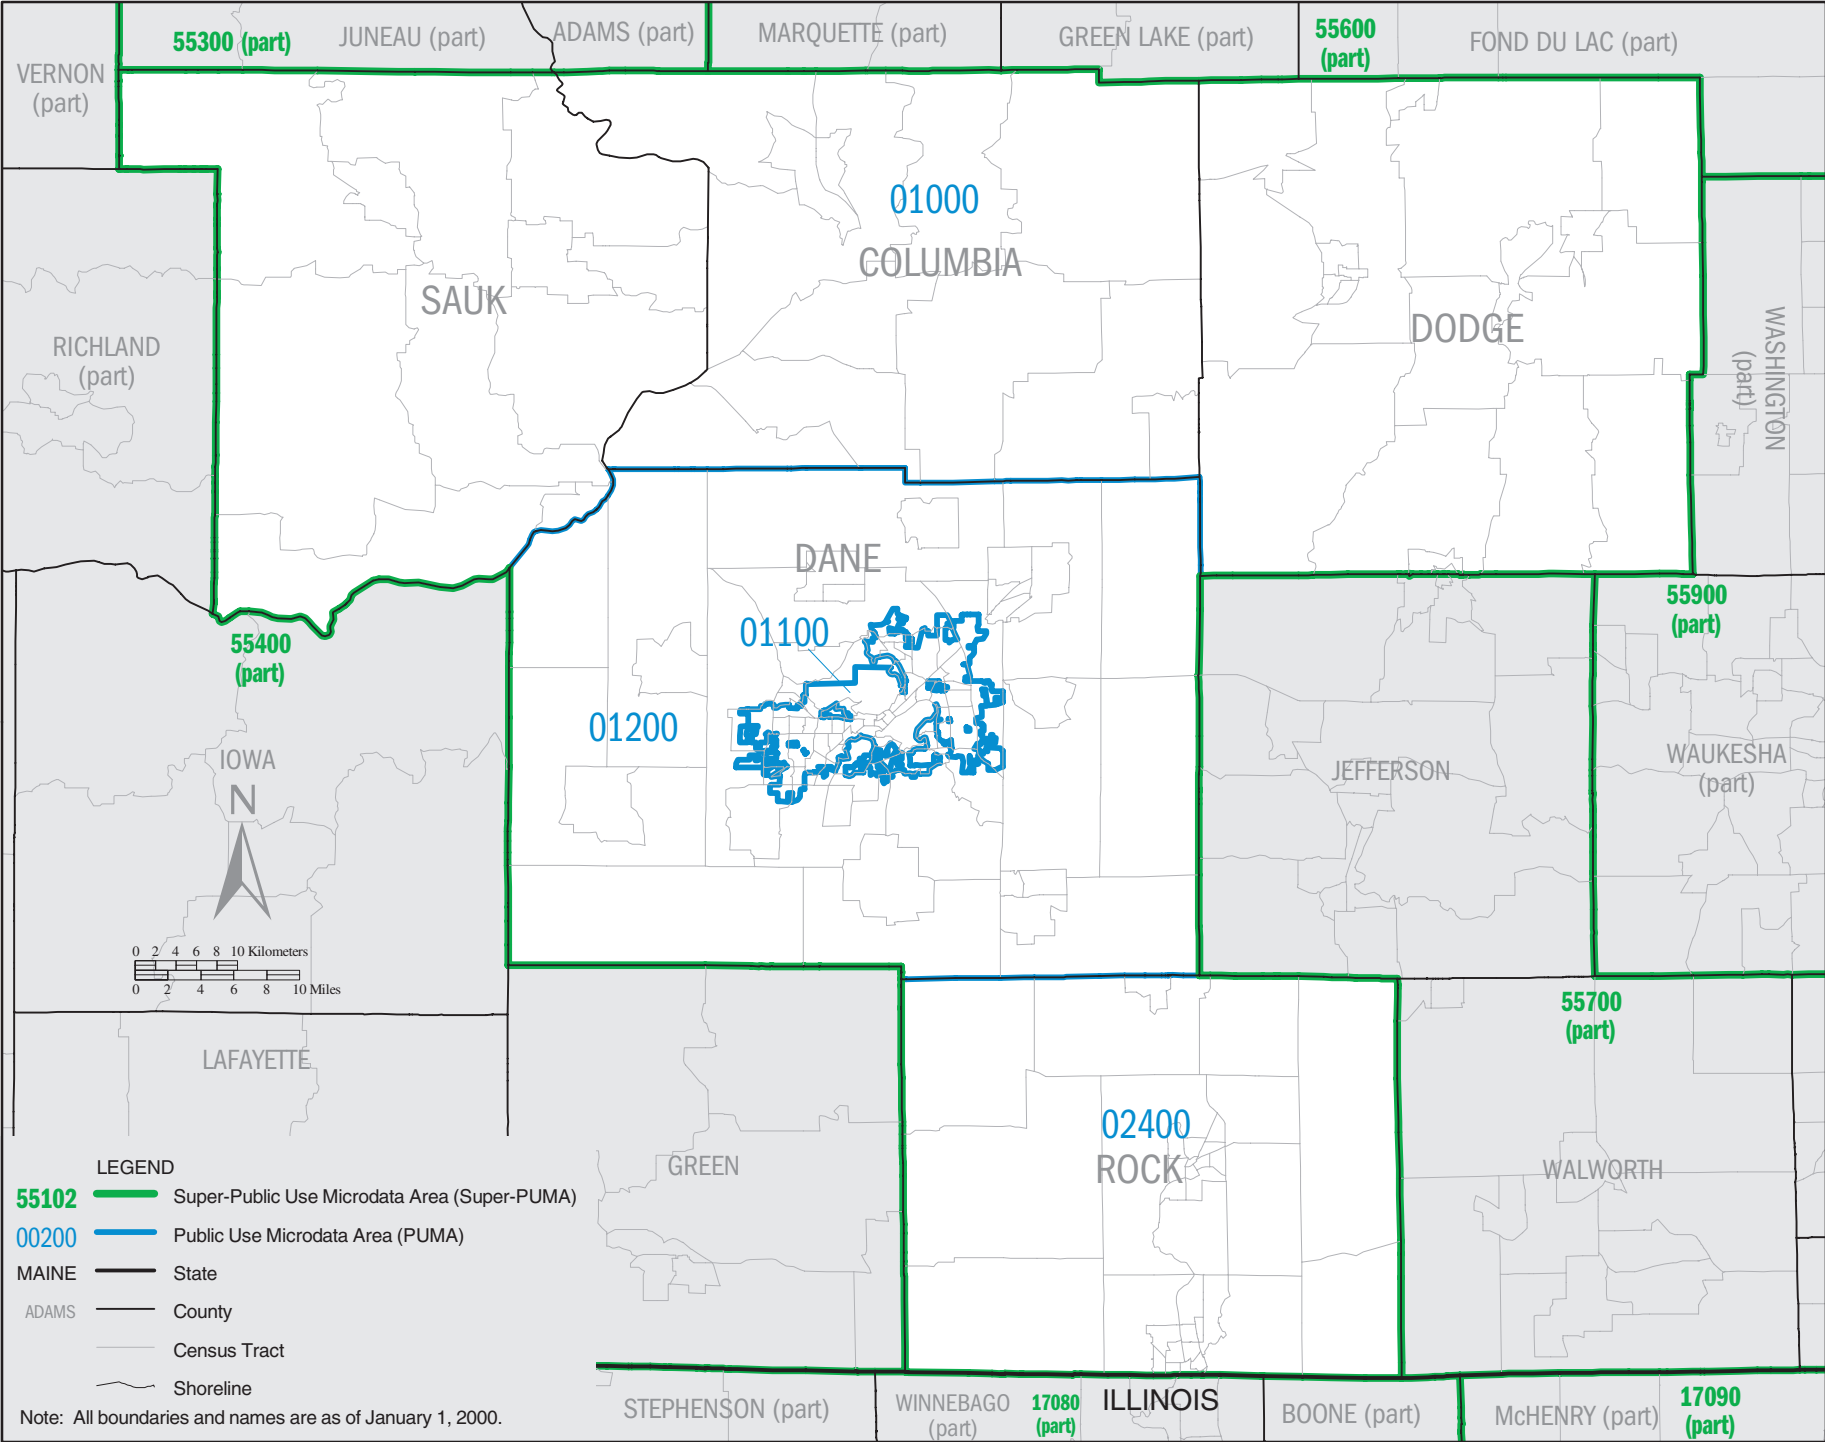 55300 (part)
JUNEAU (part)
ADAMS (part)
MARQUETTE (part)
GREEN LAKE (part)
55600
(part)
FOND DU LAC (part)
VERNON
(part)
01000
COLUMBIA
SAUK
DODGE
RICHLAND
(part)
WASHINGTON
(part)
DANE
01100
01200
55400
(part)
55900
(part)
IOWA
N
JEFFERSON
WAUKESHA
(part)
0 2 4 6 8 10 Kilometers
0 2 4 6 8 10 Miles
55700
(part)
LAFAYETTE
GREEN
02400
ROCK
WALWORTH
LEGEND
55102 Super-Public Use Microdata Area (Super-PUMA)
00200 Public Use Microdata Area (PUMA)
MAINE State
ADAMS County
Census Tract
Shoreline
Note: All boundaries and names are as of January 1, 2000.
STEPHENSON (part)
WINNEBAGO
(part)
17080
(part)
ILLINOIS
BOONE (part)
McHENRY (part)
17090
(part)